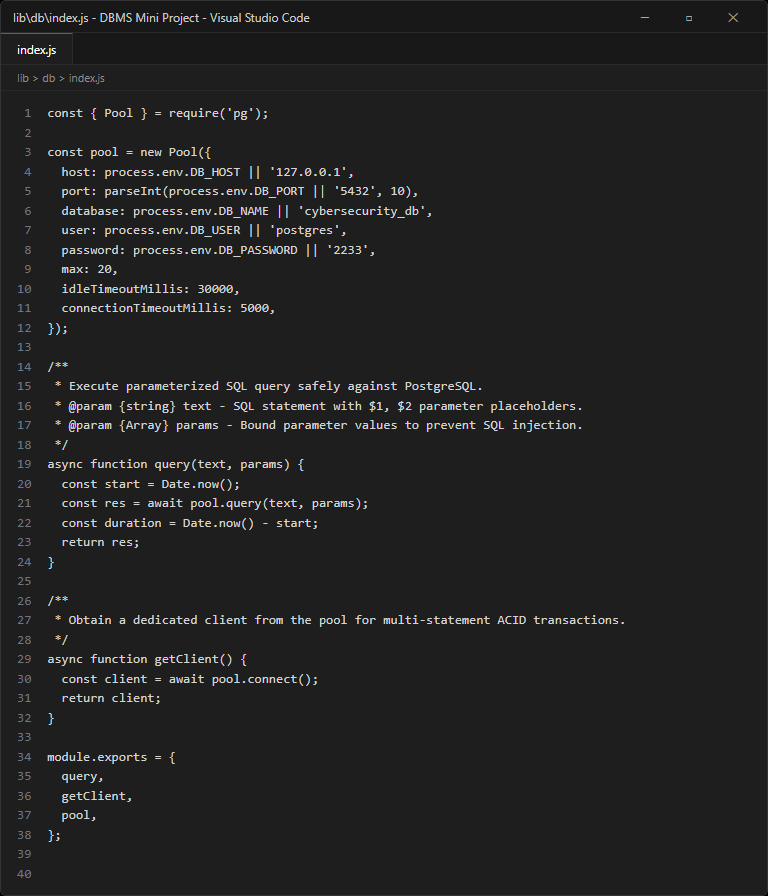 lib\db\index.js - DBMS Mini Project - Visual Studio Code
index.js
lib > db > index.js
1 const { Pool } = require('pg');
2
3 const pool = new Pool({
4   host: process.env.DB_HOST || '127.0.0.1',
5   port: parseInt(process.env.DB_PORT || '5432', 10),
6   database: process.env.DB_NAME || 'cybersecurity_db',
7   user: process.env.DB_USER || 'postgres',
8   password: process.env.DB_PASSWORD || '2233',
9   max: 20,
10   idleTimeoutMillis: 30000,
11   connectionTimeoutMillis: 5000,
12 });
13
14 /**
15  * Execute parameterized SQL query safely against PostgreSQL.
16  * @param {string} text - SQL statement with $1, $2 parameter placeholders.
17  * @param {Array} params - Bound parameter values to prevent SQL injection.
18  */
19 async function query(text, params) {
20   const start = Date.now();
21   const res = await pool.query(text, params);
22   const duration = Date.now() - start;
23   return res;
24 }
25
26 /**
27  * Obtain a dedicated client from the pool for multi-statement ACID transactions.
28  */
29 async function getClient() {
30   const client = await pool.connect();
31   return client;
32 }
33
34 module.exports = {
35   query,
36   getClient,
37   pool,
38 };
39
40